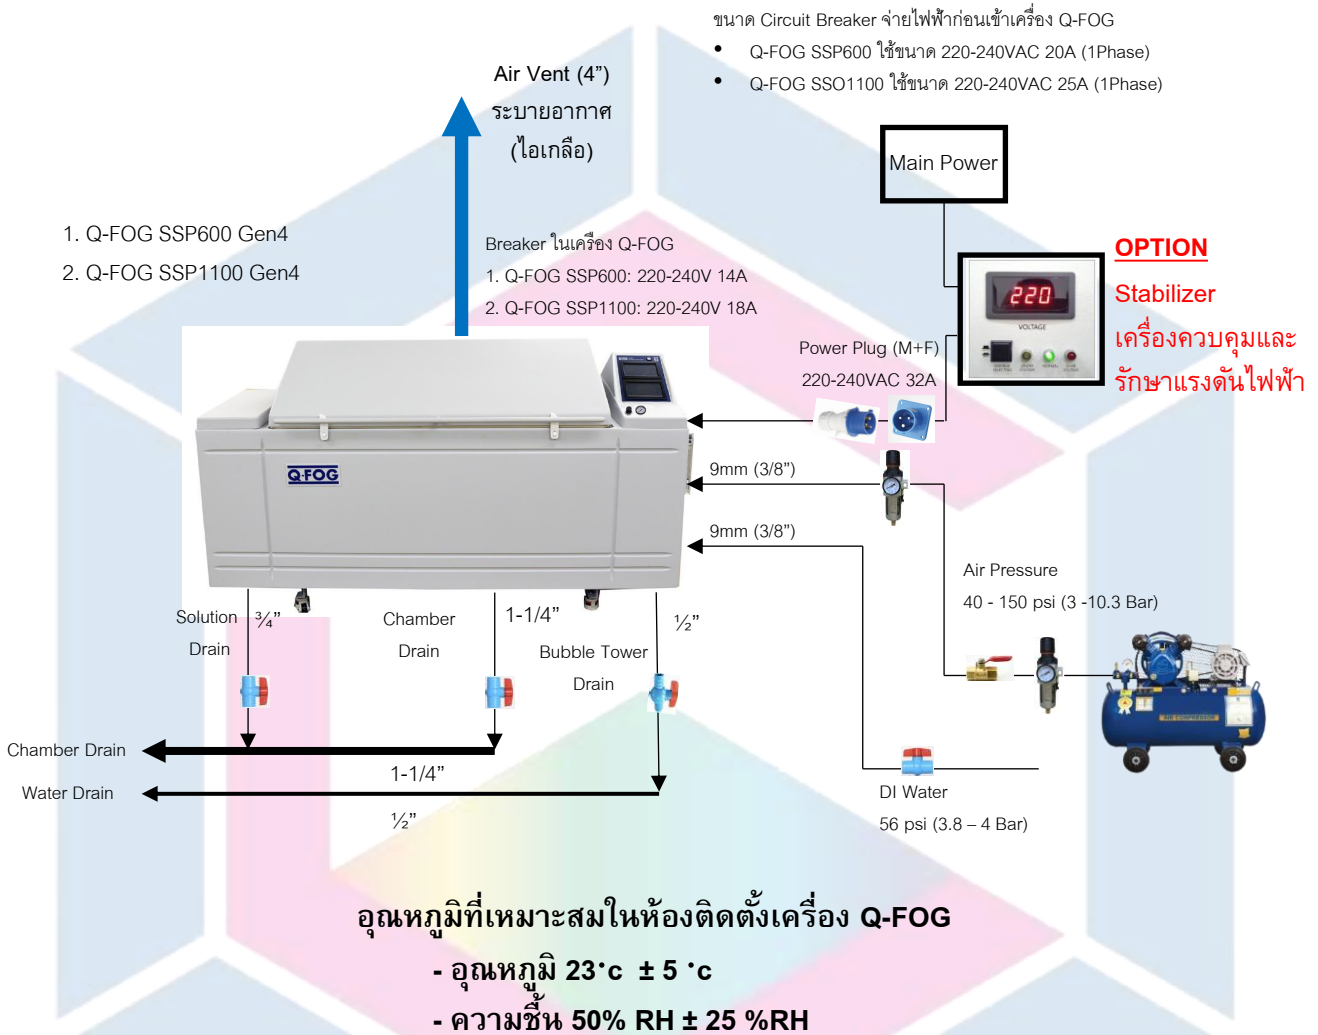 ขนาด Circuit Breaker จ่ายไฟฟ้าก่อนเข้าเครื่อง Q-FOG
• Q-FOG SSP600 ใช้ขนาด 220-240VAC 20A (1Phase)
• Q-FOG SSO1100 ใช้ขนาด 220-240VAC 25A (1Phase)
Air Vent (4”)
ระบายอากาศ
(ไอเกลือ)
Main Power
1. Q-FOG SSP600 Gen4
2. Q-FOG SSP1100 Gen4
Breaker ในเครื่อง Q-FOG
1. Q-FOG SSP600: 220-240V 14A
2. Q-FOG SSP1100: 220-240V 18A
OPTION
Stabilizer
เครื่องควบคุมและ
รักษาแรงดันไฟฟ้า
220
VOLTAGE
Power Plug (M+F)
220-240VAC 32A
Q-FOG
9mm (3/8”)
9mm (3/8”)
Air Pressure
40 - 150 psi (3 -10.3 Bar)
AIR COMPRESSOR
Solution
Drain
¾”
Chamber
Drain
1-1/4”
Bubble Tower
Drain
½”
Chamber Drain
1-1/4”
Water Drain
½”
DI Water
56 psi (3.8 – 4 Bar)
อุณหภูมิที่เหมาะสมในห้องติดตั้งเครื่อง Q-FOG
- อุณหภูมิ 23˚c ± 5 ˚c
- ความชื้น 50% RH ± 25 %RH